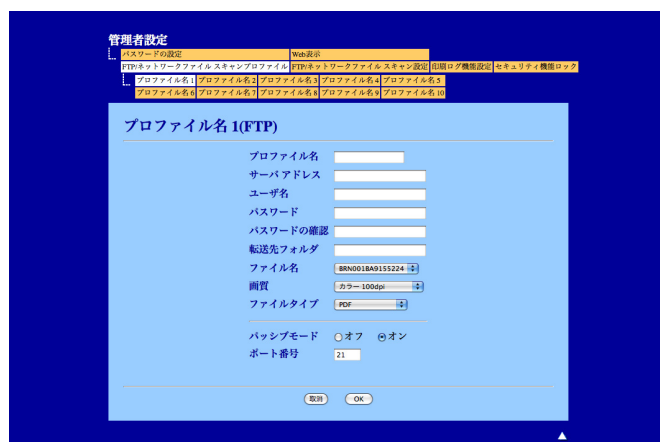 管理者設定
パスワードの設定 Web表示
FTP/ネットワークファイル スキャンプロファイル FTP/ネットワークファイル スキャン設定 印刷ログ機能設定 セキュリティ機能ロック
プロファイル名 1 プロファイル名 2 プロファイル名 3 プロファイル名 4 プロファイル名 5
プロファイル名 6 プロファイル名 7 プロファイル名 8 プロファイル名 9 プロファイル名 10
プロファイル名 1(FTP)
プロファイル名
サーバ アドレス
ユーザ名
パスワード
パスワードの確認
転送先フォルダ
ファイル名 BRN001BA9155224
画質 カラー 100dpi
ファイルタイプ PDF
パッシブモード オフ オン
ポート番号 21
取消 OK